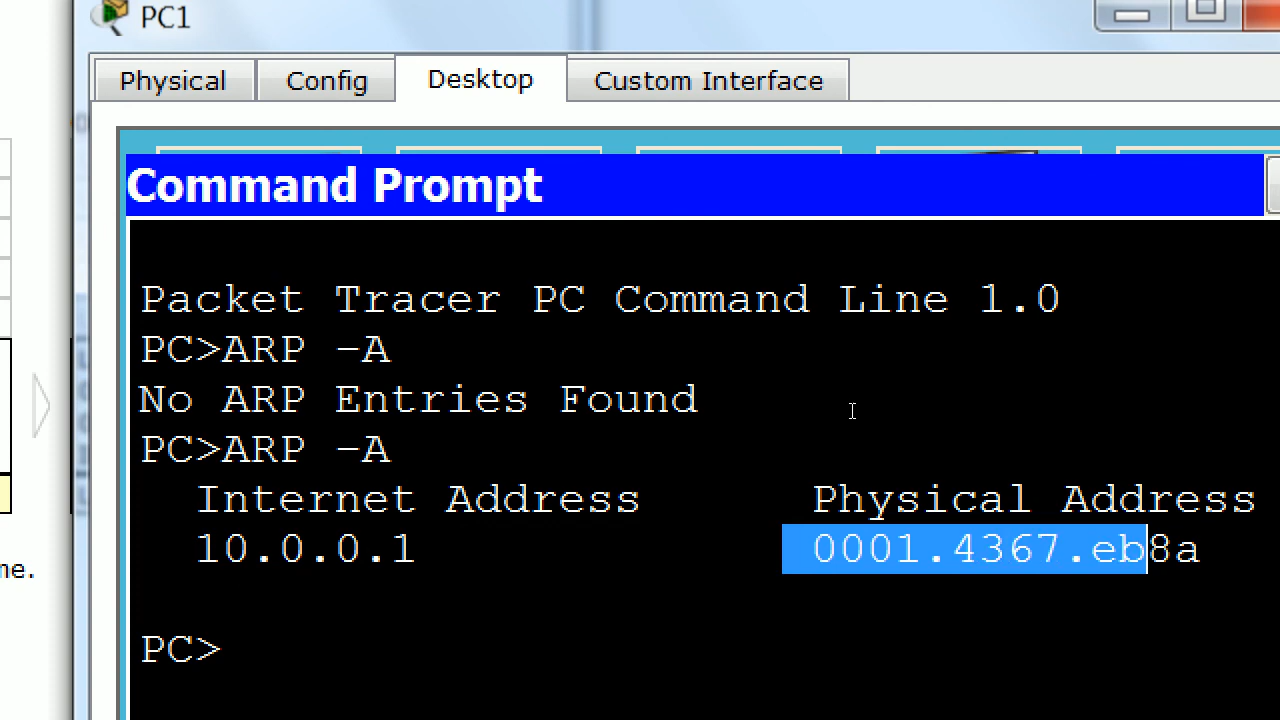 PC1
Physical Config Desktop Custom Interface
Command Prompt
Packet Tracer PC Command Line 1.0
PC>ARP -A
No ARP Entries Found
PC>ARP -A
Internet Address Physical Address
10.0.0.1 0001.4367.eb8a
me.
PC>